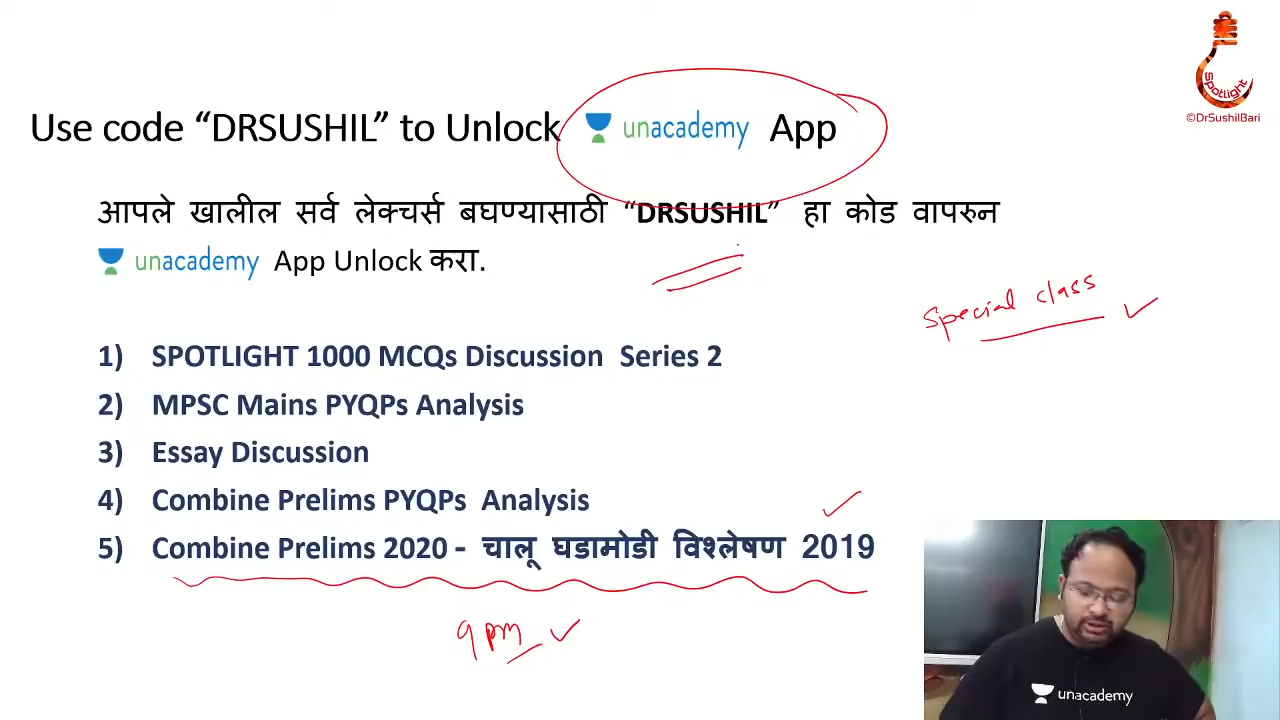 Spotlight
©DrSushilBari
Use code “DRSUSHIL” to Unlock unacademy App
आपले खालील सर्व लेक्चर्स बघण्यासाठी “DRSUSHIL” हा कोड वापरुन
unacademy App Unlock करा.
Special class
1) SPOTLIGHT 1000 MCQs Discussion Series 2
2) MPSC Mains PYQPs Analysis
3) Essay Discussion
4) Combine Prelims PYQPs Analysis
5) Combine Prelims 2020 - चालू घडामोडी विश्लेषण 2019
9 pm
unacademy